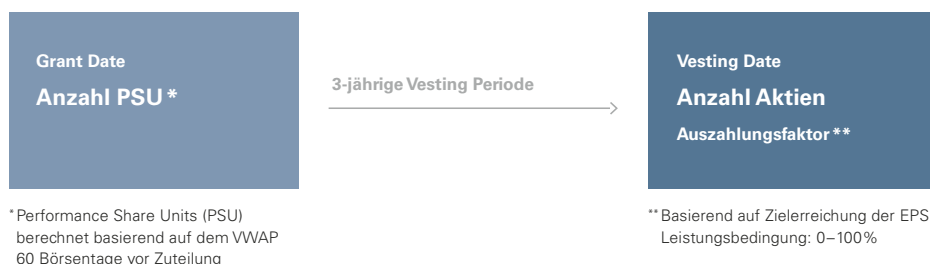 Grant Date
Anzahl PSU *
3-jährige Vesting Periode
Vesting Date
Anzahl Aktien
Auszahlungsfaktor **
* Performance Share Units (PSU)
berechnet basierend auf dem VWAP
60 Börsentage vor Zuteilung
** Basierend auf Zielerreichung der EPS
Leistungsbedingung: 0–100%